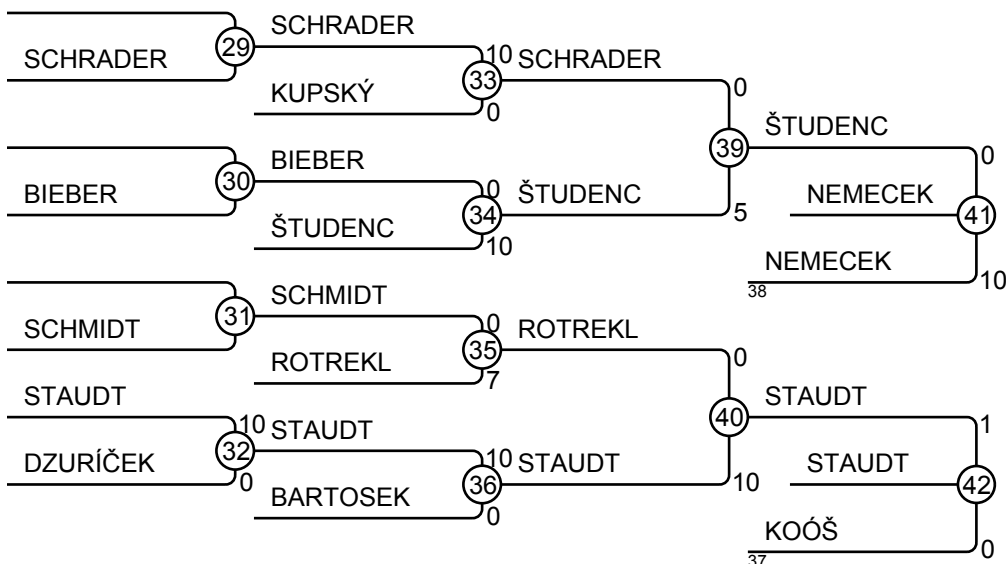 SCHRADER
29
SCHRADER
10
KUPSKÝ
33
0
SCHRADER
0
BIEBER
30
BIEBER
0
ŠTUDENC
34
10
ŠTUDENC
5
39
ŠTUDENC
0
NEMECEK
41
NEMECEK
38
10
SCHMIDT
31
SCHMIDT
0
ROTREKL
35
7
ROTREKL
0
STAUDT
10
DZURÍČEK
32
0
STAUDT
10
BARTOSEK
36
0
STAUDT
10
40
STAUDT
1
STAUDT
42
KOÓŠ
37
0